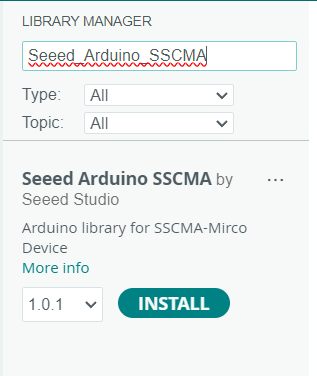 LIBRARY MANAGER
Seeed_Arduino_SSCMA
Type: All
Topic: All
Seeed Arduino SSCMA by ...
Seeed Studio
Arduino library for SSCMA-Mirco
Device
More info
1.0.1 INSTALL